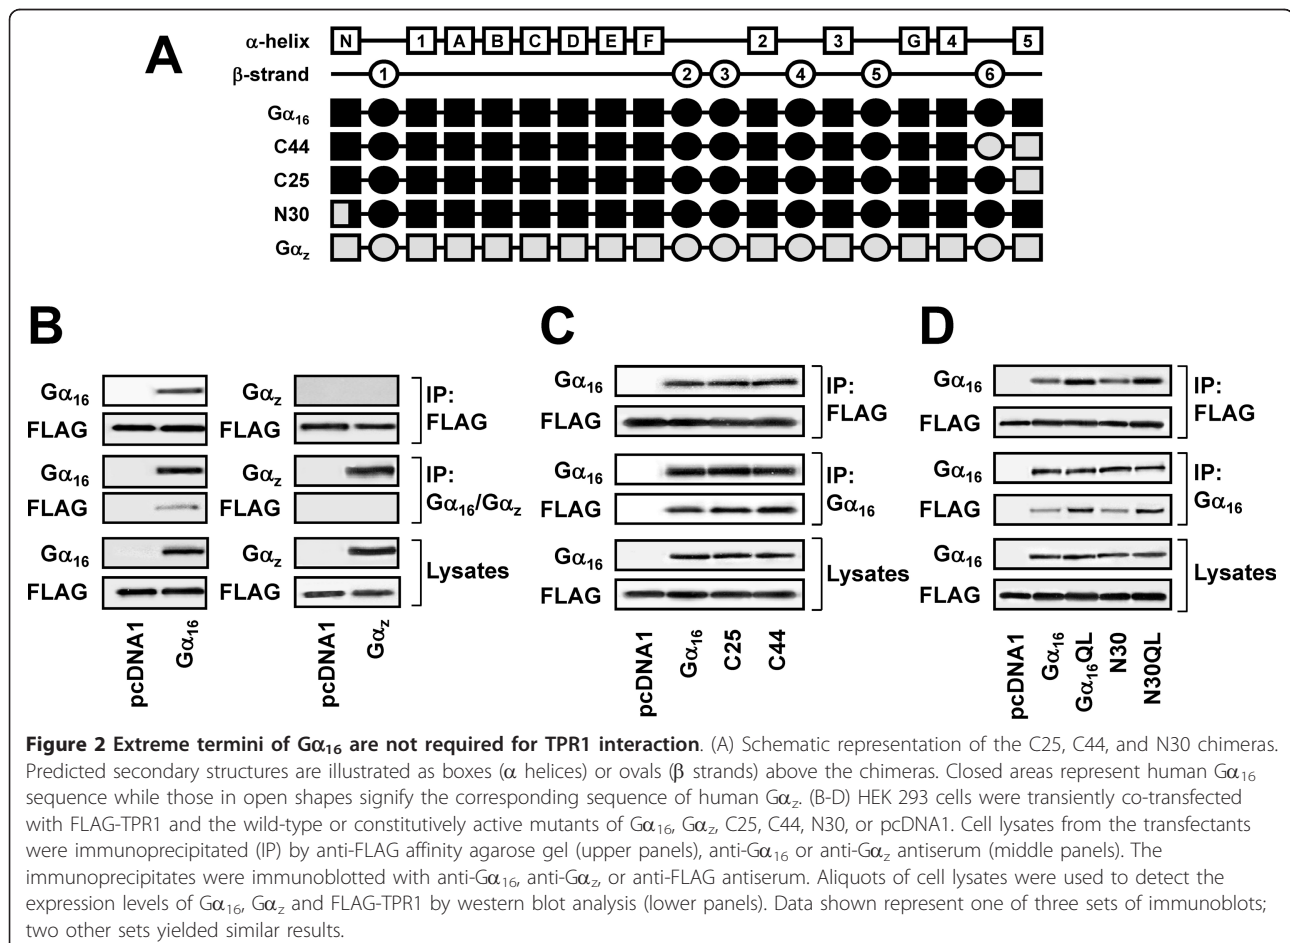 A
α-helix N 1 A B C D E F 2 3 G 4 5
β-strand 1 2 3 4 5 6
Gα16
C44
C25
N30
Gαz
B
Gα16
FLAG
Gαz
FLAG
IP:
FLAG
Gα16
FLAG
Gαz
FLAG
IP:
Gα16/Gαz
Gα16
FLAG
Gαz
FLAG
Lysates
pcDNA1
Gα16
pcDNA1
Gαz
C
Gα16
FLAG
IP:
FLAG
Gα16
FLAG
IP:
Gα16
Gα16
FLAG
Lysates
pcDNA1
Gα16
C25
C44
D
Gα16
FLAG
IP:
FLAG
Gα16
FLAG
IP:
Gα16
Gα16
FLAG
Lysates
pcDNA1
Gα16
Gα16QL
N30
N30QL
Figure 2 Extreme termini of Gα16 are not required for TPR1 interaction. (A) Schematic representation of the C25, C44, and N30 chimeras.
Predicted secondary structures are illustrated as boxes (α helices) or ovals (β strands) above the chimeras. Closed areas represent human Gα16
sequence while those in open shapes signify the corresponding sequence of human Gαz. (B-D) HEK 293 cells were transiently co-transfected
with FLAG-TPR1 and the wild-type or constitutively active mutants of Gα16, Gαz, C25, C44, N30, or pcDNA1. Cell lysates from the transfectants
were immunoprecipitated (IP) by anti-FLAG affinity agarose gel (upper panels), anti-Gα16 or anti-Gαz antiserum (middle panels). The
immunoprecipitates were immunoblotted with anti-Gα16, anti-Gαz, or anti-FLAG antiserum. Aliquots of cell lysates were used to detect the
expression levels of Gα16, Gαz and FLAG-TPR1 by western blot analysis (lower panels). Data shown represent one of three sets of immunoblots;
two other sets yielded similar results.